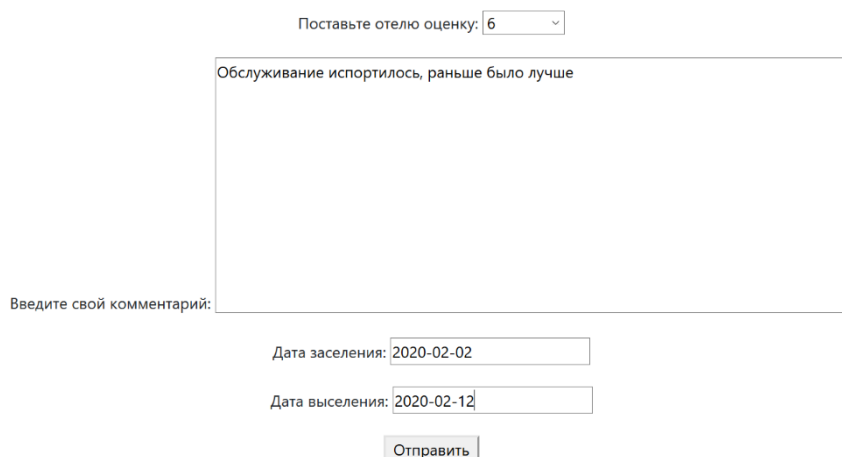 Поставьте отелю оценку: 6
Обслуживание испортилось, раньше было лучше
Введите свой комментарий:
Дата заселения: 2020-02-02
Дата выселения: 2020-02-12
Отправить